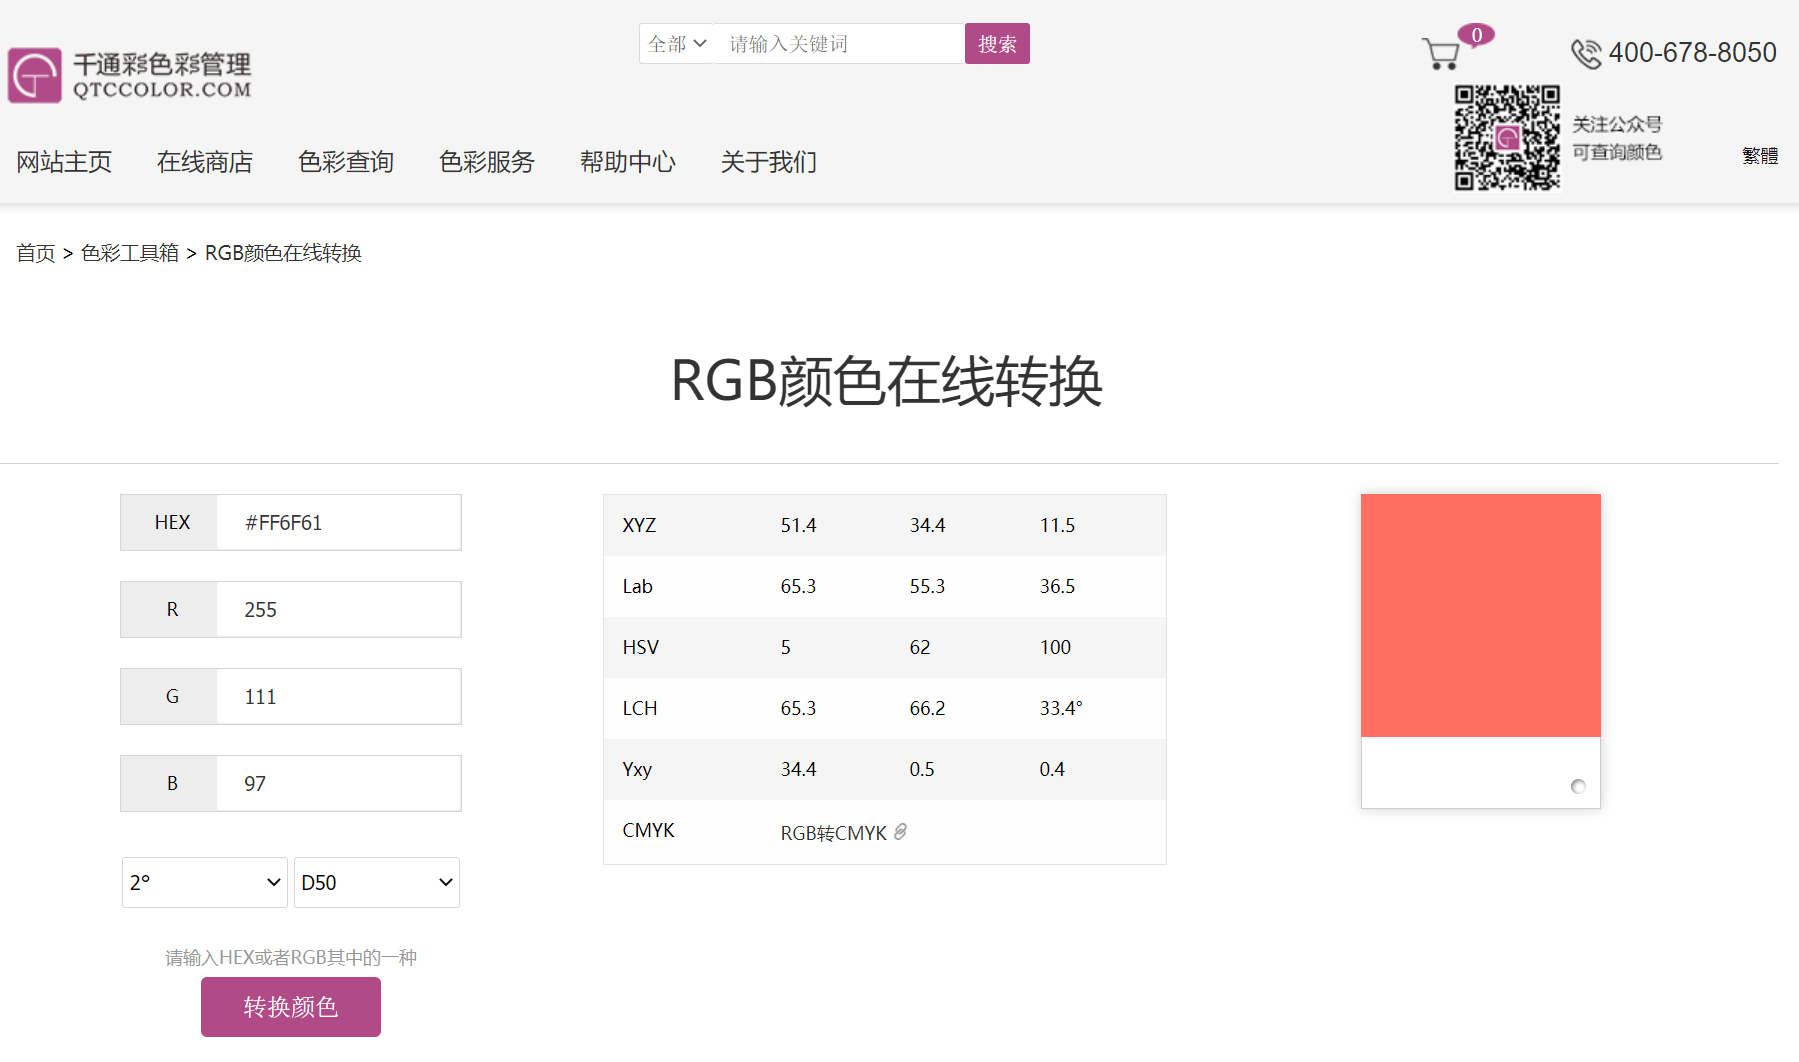 全部
请输入关键词
搜索
0
400-678-8050
千通彩色彩管理
QTCCOLOR.COM
关注公众号
可查询颜色
网站主页 在线商店 色彩查询 色彩服务 帮助中心 关于我们
繁體
首页 > 色彩工具箱 > RGB颜色在线转换
RGB颜色在线转换
HEX #FF6F61
R 255
G 111
B 97
2° D50
请输入HEX或者RGB其中的一种
转换颜色
XYZ 51.4 34.4 11.5
Lab 65.3 55.3 36.5
HSV 5 62 100
LCH 65.3 66.2 33.4°
Yxy 34.4 0.5 0.4
CMYK RGB转CMYK